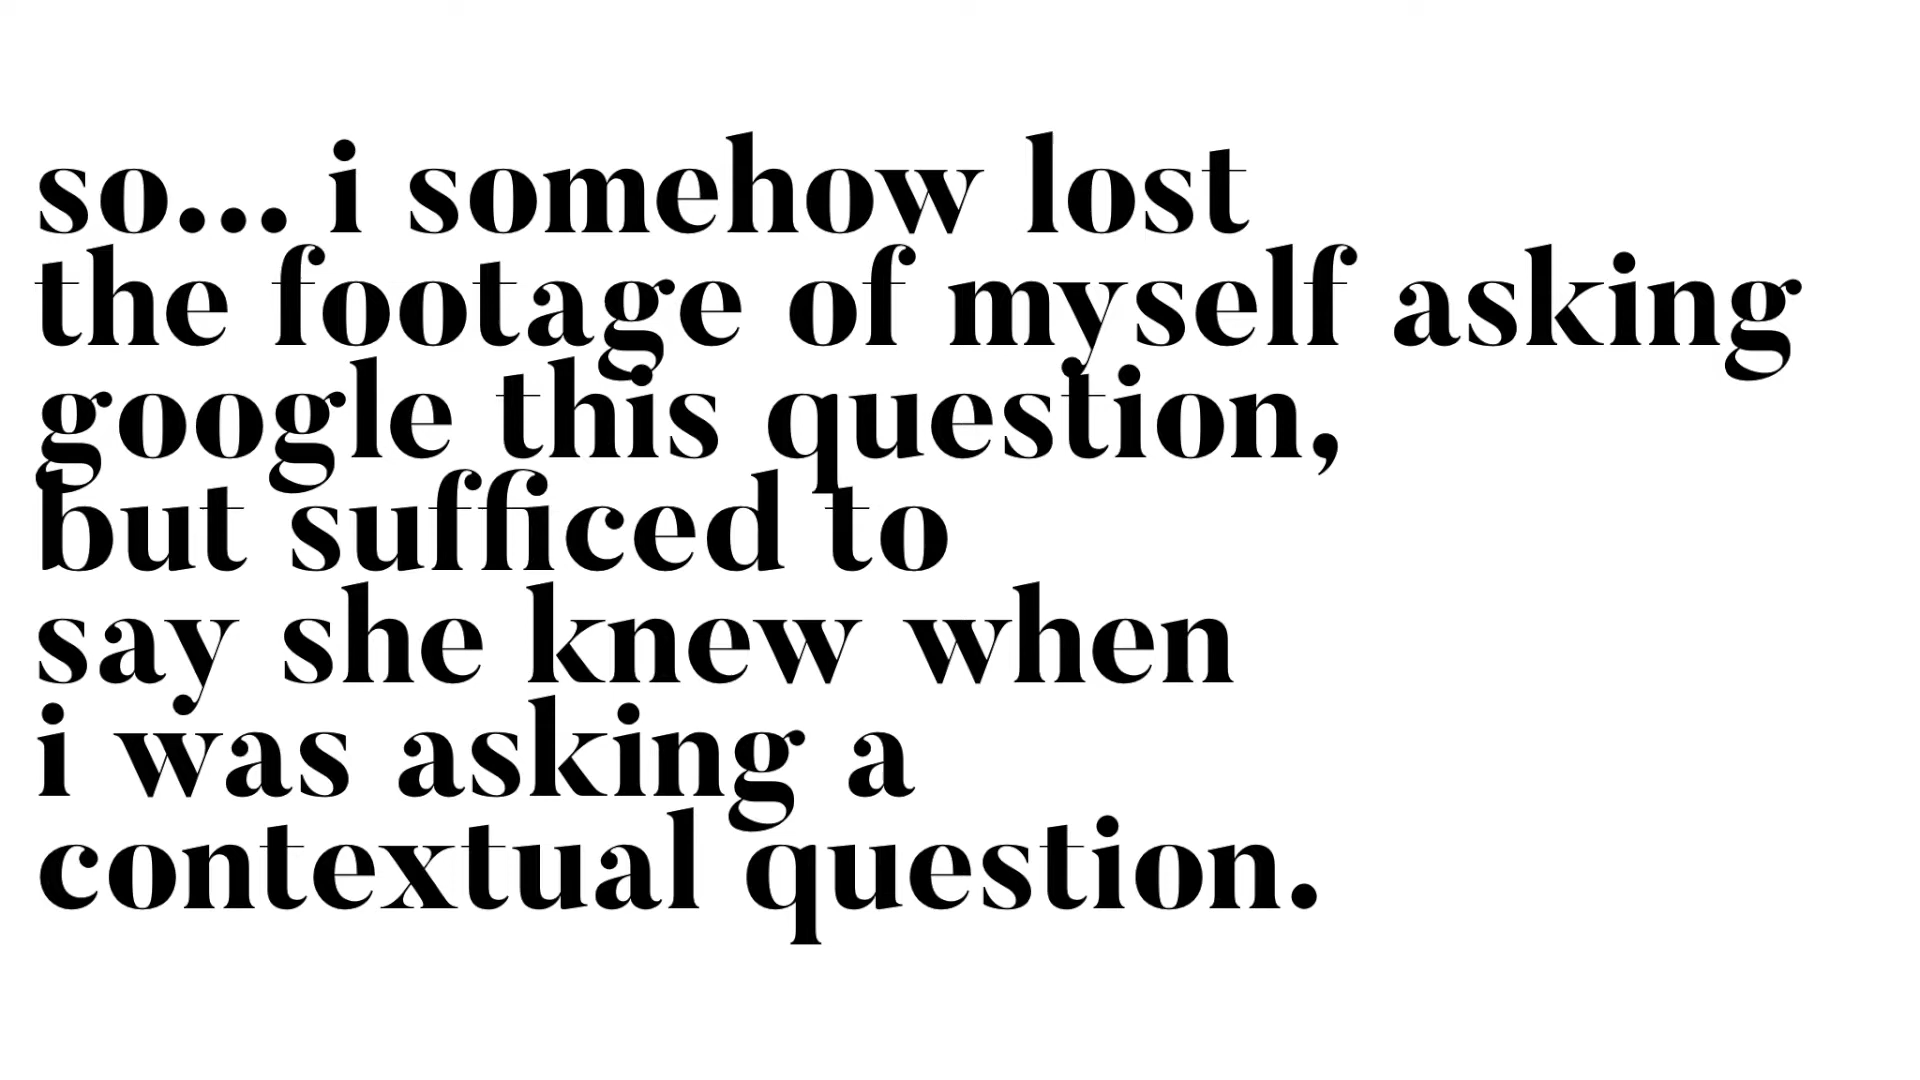 so... i somehow lost
the footage of myself asking
google this question,
but sufficed to
say she knew when
i was asking a
contextual question.